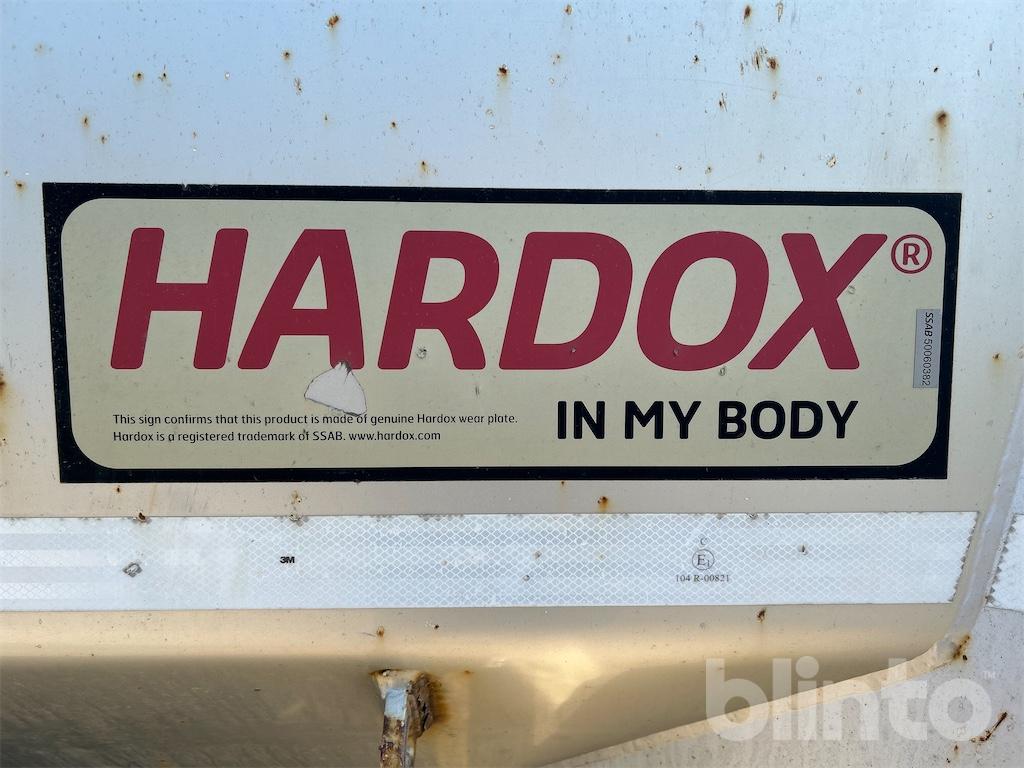 HARDOX®
SSAB 50060382
IN MY BODY
This sign confirms that this product is made of genuine Hardox wear plate.
Hardox is a registered trademark of SSAB. www.hardox.com
3M
C
E1
104 R-00821
blinto™